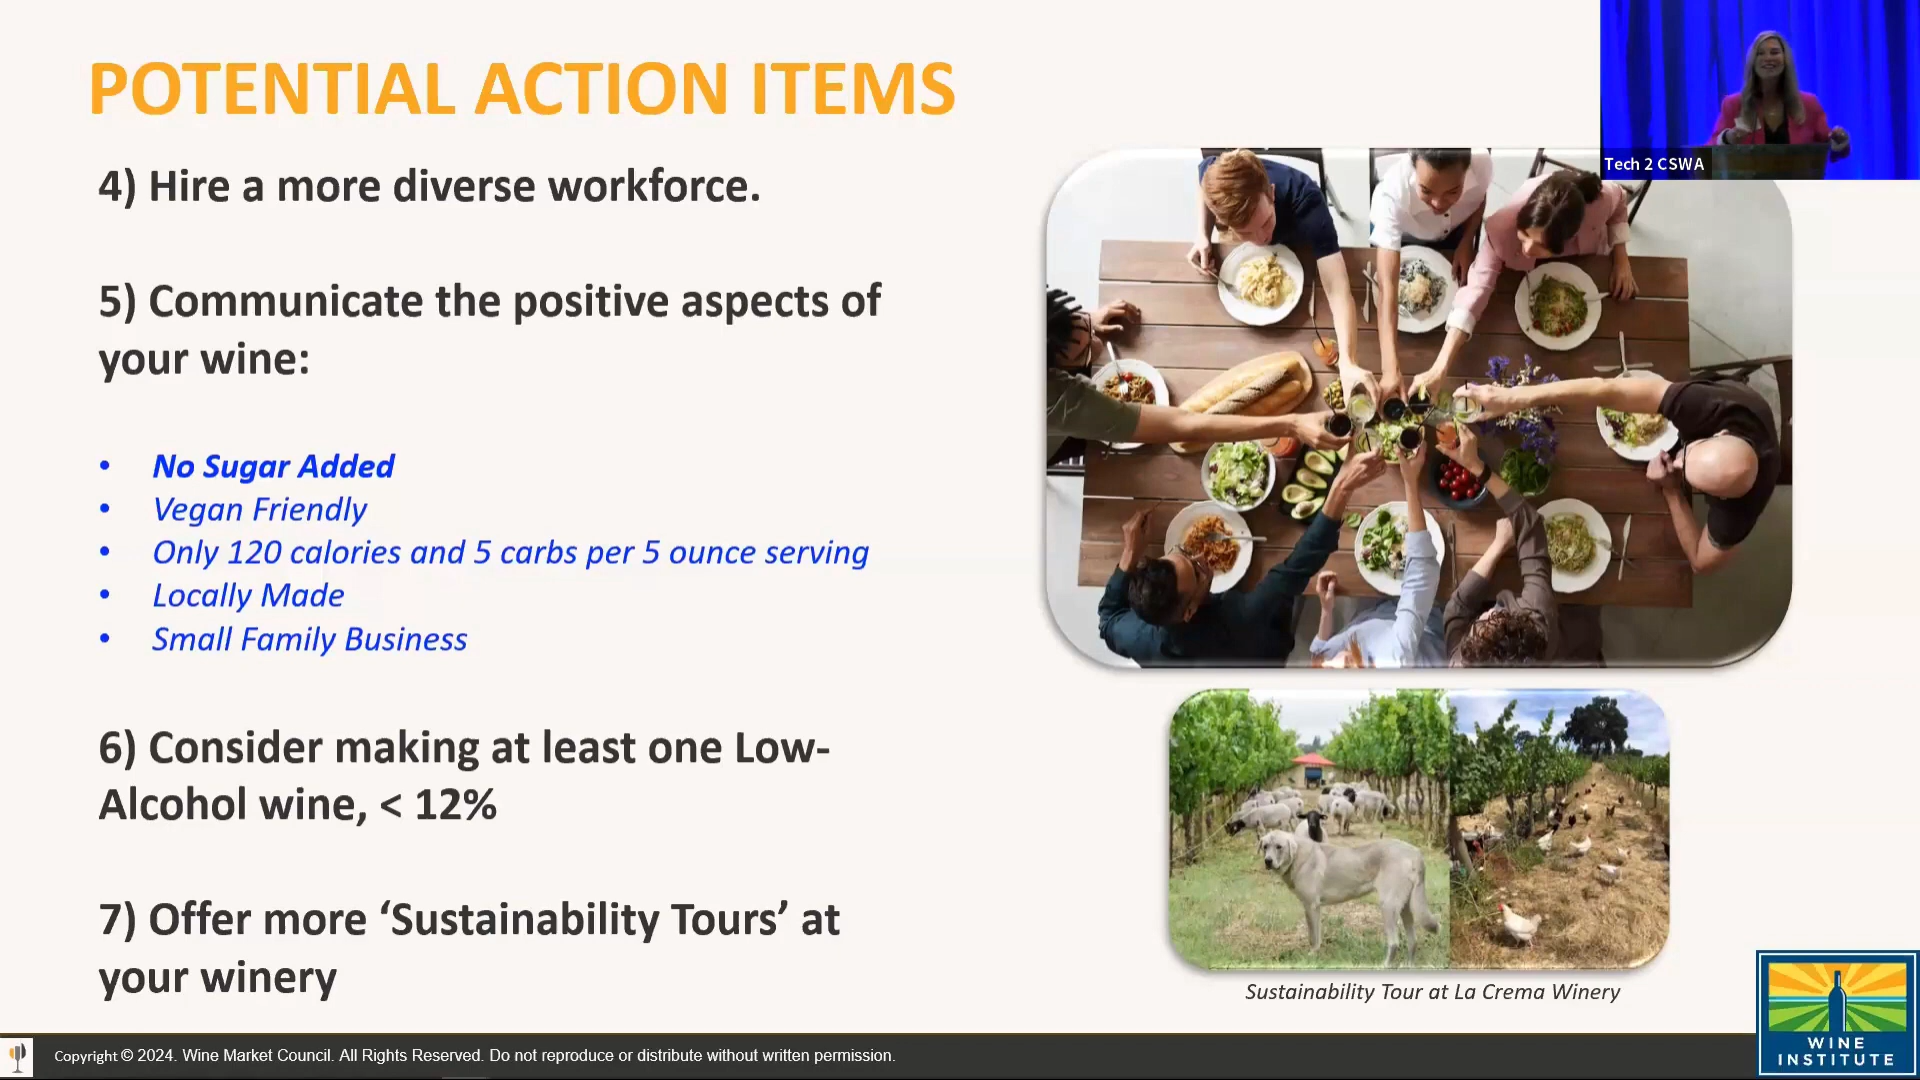 POTENTIAL ACTION ITEMS
Tech 2 CSWA
4) Hire a more diverse workforce.
5) Communicate the positive aspects of
your wine:
• No Sugar Added
• Vegan Friendly
• Only 120 calories and 5 carbs per 5 ounce serving
• Locally Made
• Small Family Business
6) Consider making at least one Low-
Alcohol wine, < 12%
7) Offer more ‘Sustainability Tours’ at
your winery
Sustainability Tour at La Crema Winery
Copyright © 2024. Wine Market Council. All Rights Reserved. Do not reproduce or distribute without written permission.
WINE
INSTITUTE